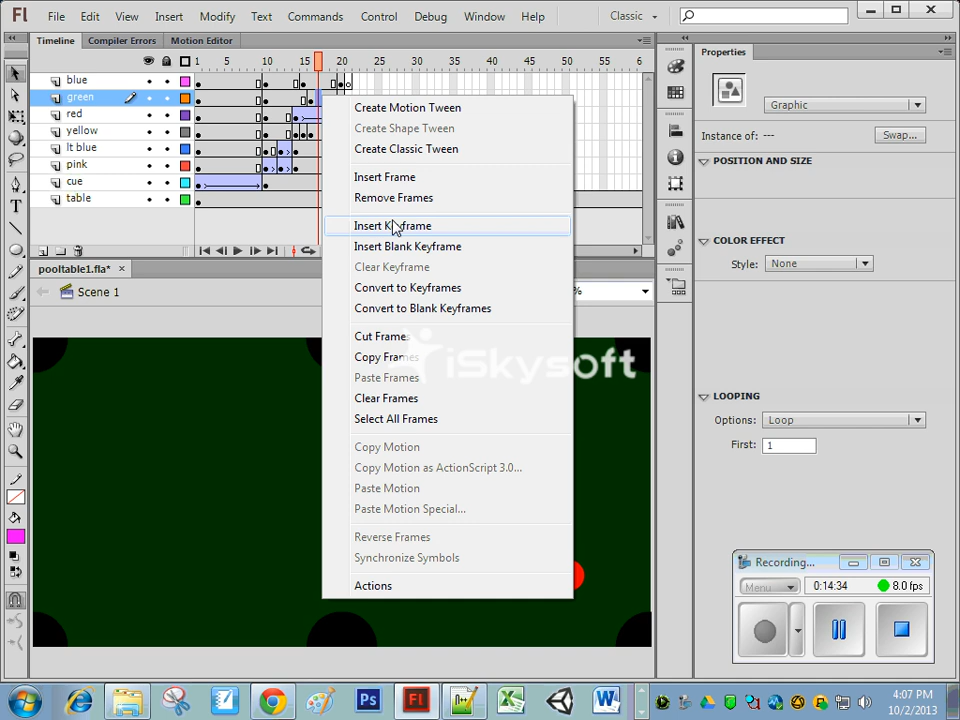 Fl File Edit View Insert Modify Text Commands Control Debug Window Help Classic
Timeline Compiler Errors Motion Editor
1 5 10 15 20 25 30 35 40 45 50 55 6
blue
green
red
yellow
lt blue
pink
cue
table
pooltable1.fla*
Scene 1
%
Create Motion Tween
Create Shape Tween
Create Classic Tween
Insert Frame
Remove Frames
Insert Keyframe
Insert Blank Keyframe
Clear Keyframe
Convert to Keyframes
Convert to Blank Keyframes
Cut Frames
Copy Frames
Paste Frames
Clear Frames
Select All Frames
Copy Motion
Copy Motion as ActionScript 3.0...
Paste Motion
Paste Motion Special...
Reverse Frames
Synchronize Symbols
Actions
iSkysoft
Properties
Graphic
Instance of: --- Swap...
POSITION AND SIZE
COLOR EFFECT
Style: None
LOOPING
Options: Loop
First: 1
Recording...
Menu 0:14:34 8.0 fps
Ps Fl W
4:07 PM
10/2/2013